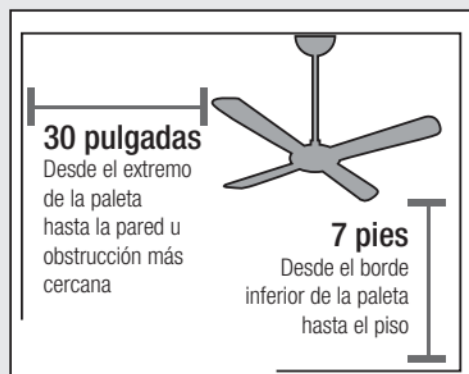 30 pulgadas
Desde el extremo
de la paleta
hasta la pared u
obstrucción más
cercana
7 pies
Desde el borde
inferior de la paleta
hasta el piso